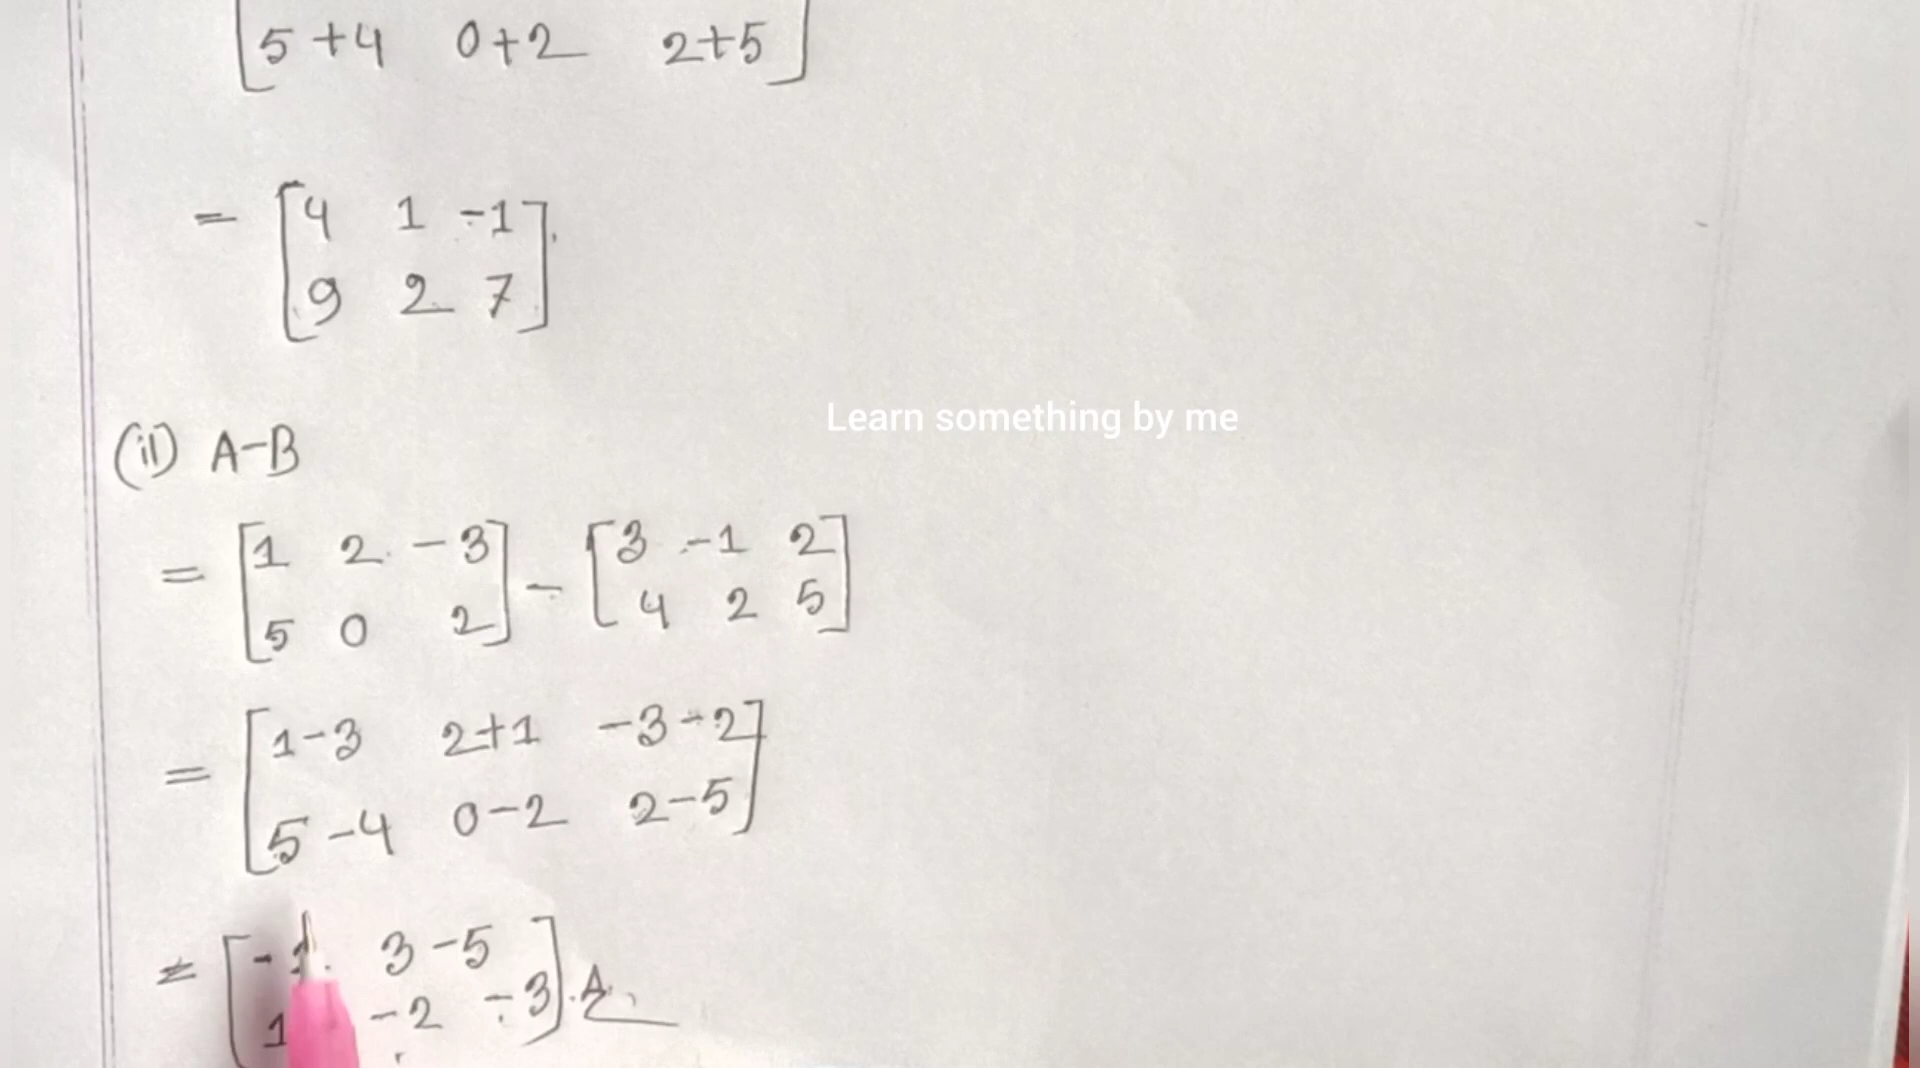 5+4 0+2 2+5
= [4 1 -1]
[9 2 7]
(ii) A-B
Learn something by me
= [1 2 -3] - [3 -1 2]
[5 0 2] [4 2 5]
= [1-3 2+1 -3-2]
[5-4 0-2 2-5]
= [ 3 -5]
[1 -2 -3]